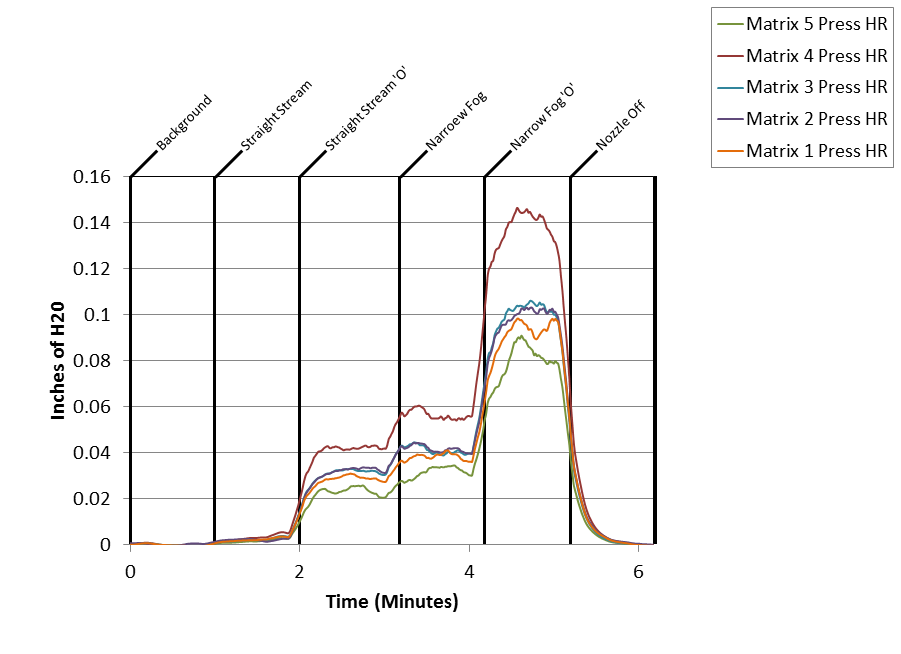 Matrix 5 Press HR
Matrix 4 Press HR
Matrix 3 Press HR
Matrix 2 Press HR
Matrix 1 Press HR
Background
Straight Stream
Straight Stream 'O'
Narroew Fog
Narrow Fog 'O'
Nozzle Off
0.16
0.14
0.12
0.1
0.08
0.06
0.04
0.02
0
Inches of H20
0 2 4 6
Time (Minutes)